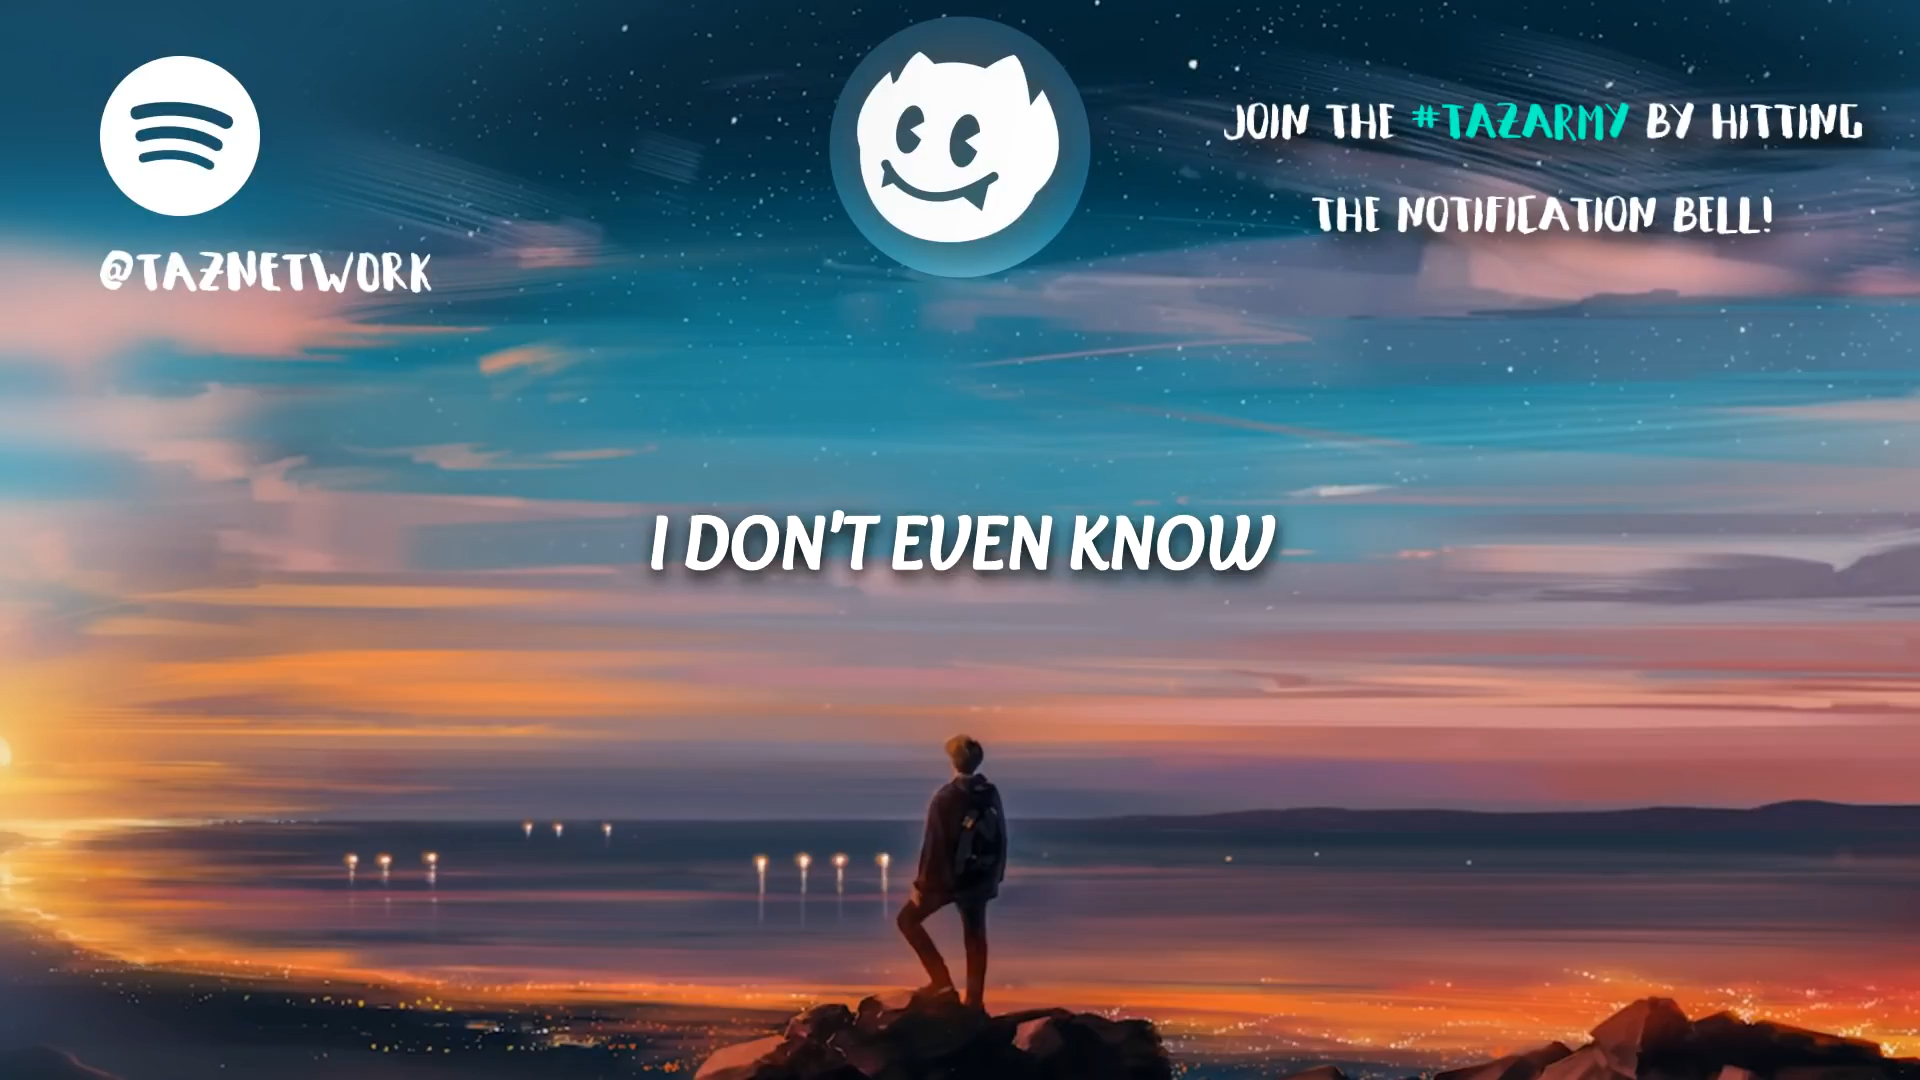 @TAZNETWORK
JOIN THE #TAZARMY BY HITTING
THE NOTIFICATION BELL!
I DON'T EVEN KNOW